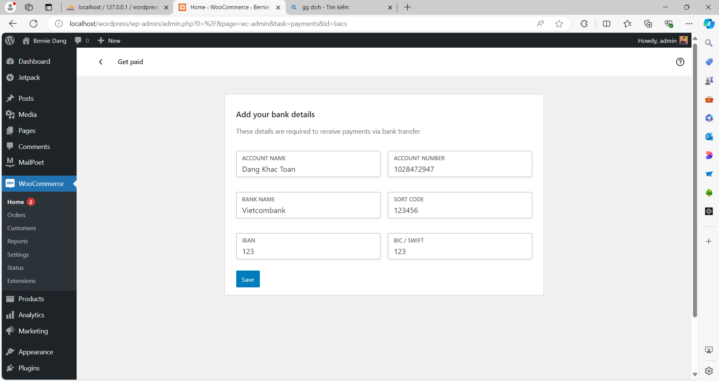 localhost / 127.0.0.1 / wordpres
Home ‹ WooCommerce ‹ Bernie D
gg dịch - Tìm kiếm
localhost/wordpress/wp-admin/admin.php?0=%2F&page=wc-admin&task=payments&id=bacs
Bernie Dang
0
New
Howdy, admin
Dashboard
Jetpack
Posts
Media
Pages
Comments
MailPoet
WooCommerce
Home 2
Orders
Customers
Reports
Settings
Status
Extensions
Products
Analytics
Marketing
Appearance
Plugins
Get paid
Add your bank details
These details are required to receive payments via bank transfer
ACCOUNT NAME
Dang Khac Toan
ACCOUNT NUMBER
1028472947
BANK NAME
Vietcombank
SORT CODE
123456
IBAN
123
BIC / SWIFT
123
Save